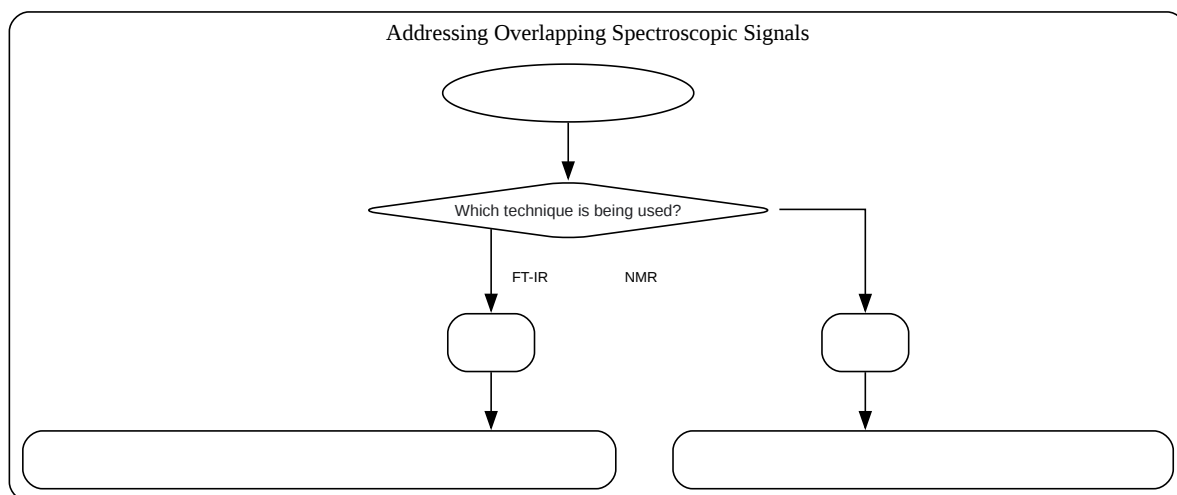 Addressing Overlapping Spectroscopic Signals
Which technique is being used?
FT-IR
NMR